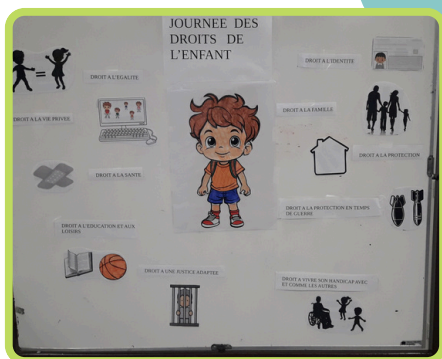 JOURNEE DES
DROITS DE
L'ENFANT
DROIT A L'EGALITE
DROIT A L'IDENTITE
DROIT A LA VIE PRIVEE
DROIT A LA FAMILLE
DROIT A LA PROTECTION
DROIT A LA SANTE
DROIT A LA PROTECTION EN TEMPS
DE GUERRE
DROIT A L'EDUCATION ET AUX
LOISIRS
DROIT A UNE JUSTICE ADAPTEE
DROIT A VIVRE SON HANDICAP AVEC
ET COMME LES AUTRES